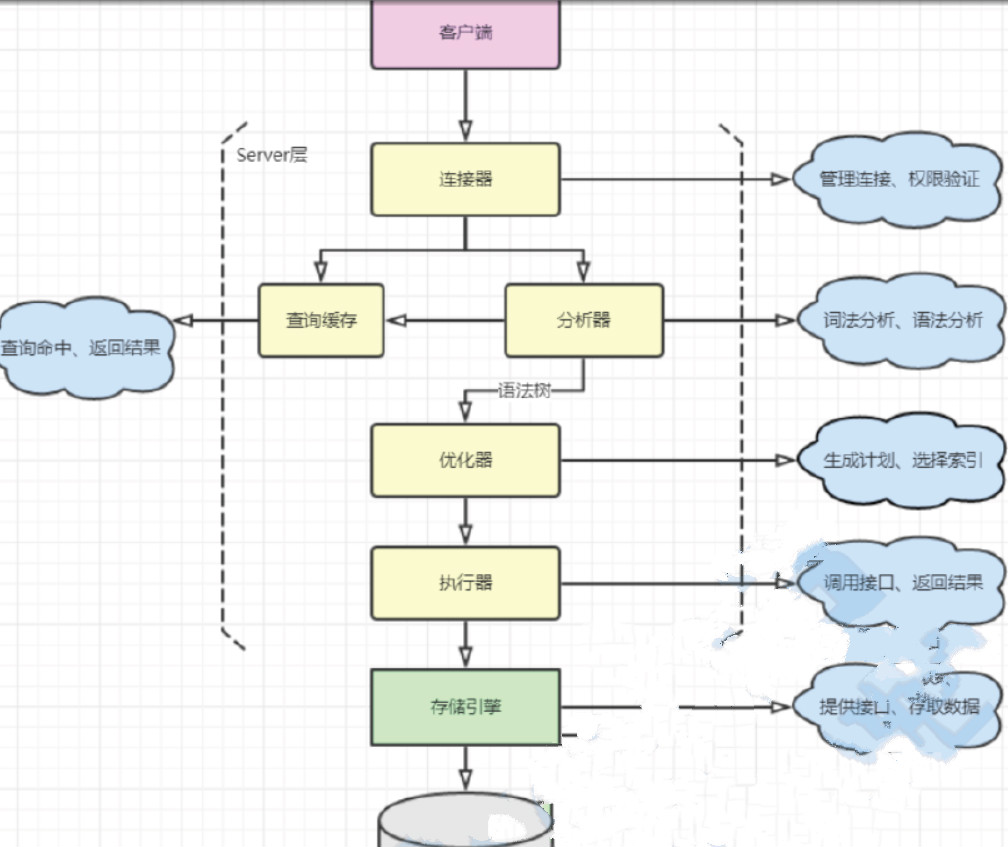 客户端
Server层
连接器
管理连接、权限验证
查询缓存
分析器
词法分析、语法分析
查询命中、返回结果
语法树
优化器
生成计划、选择索引
执行器
调用接口、返回结果
存储引擎
提供接口、存取数据